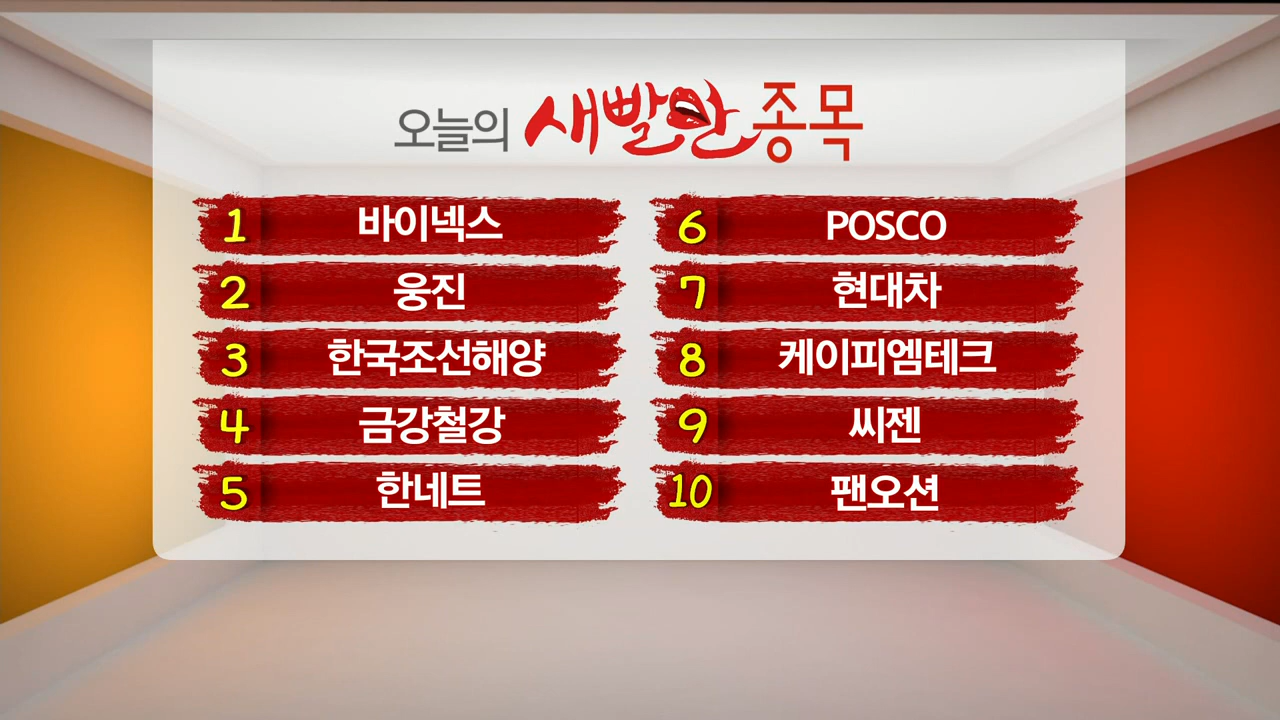 오늘의 새빨간 종목
1 바이넥스
2 웅진
3 한국조선해양
4 금강철강
5 한네트
6 POSCO
7 현대차
8 케이피엠테크
9 씨젠
10 팬오션